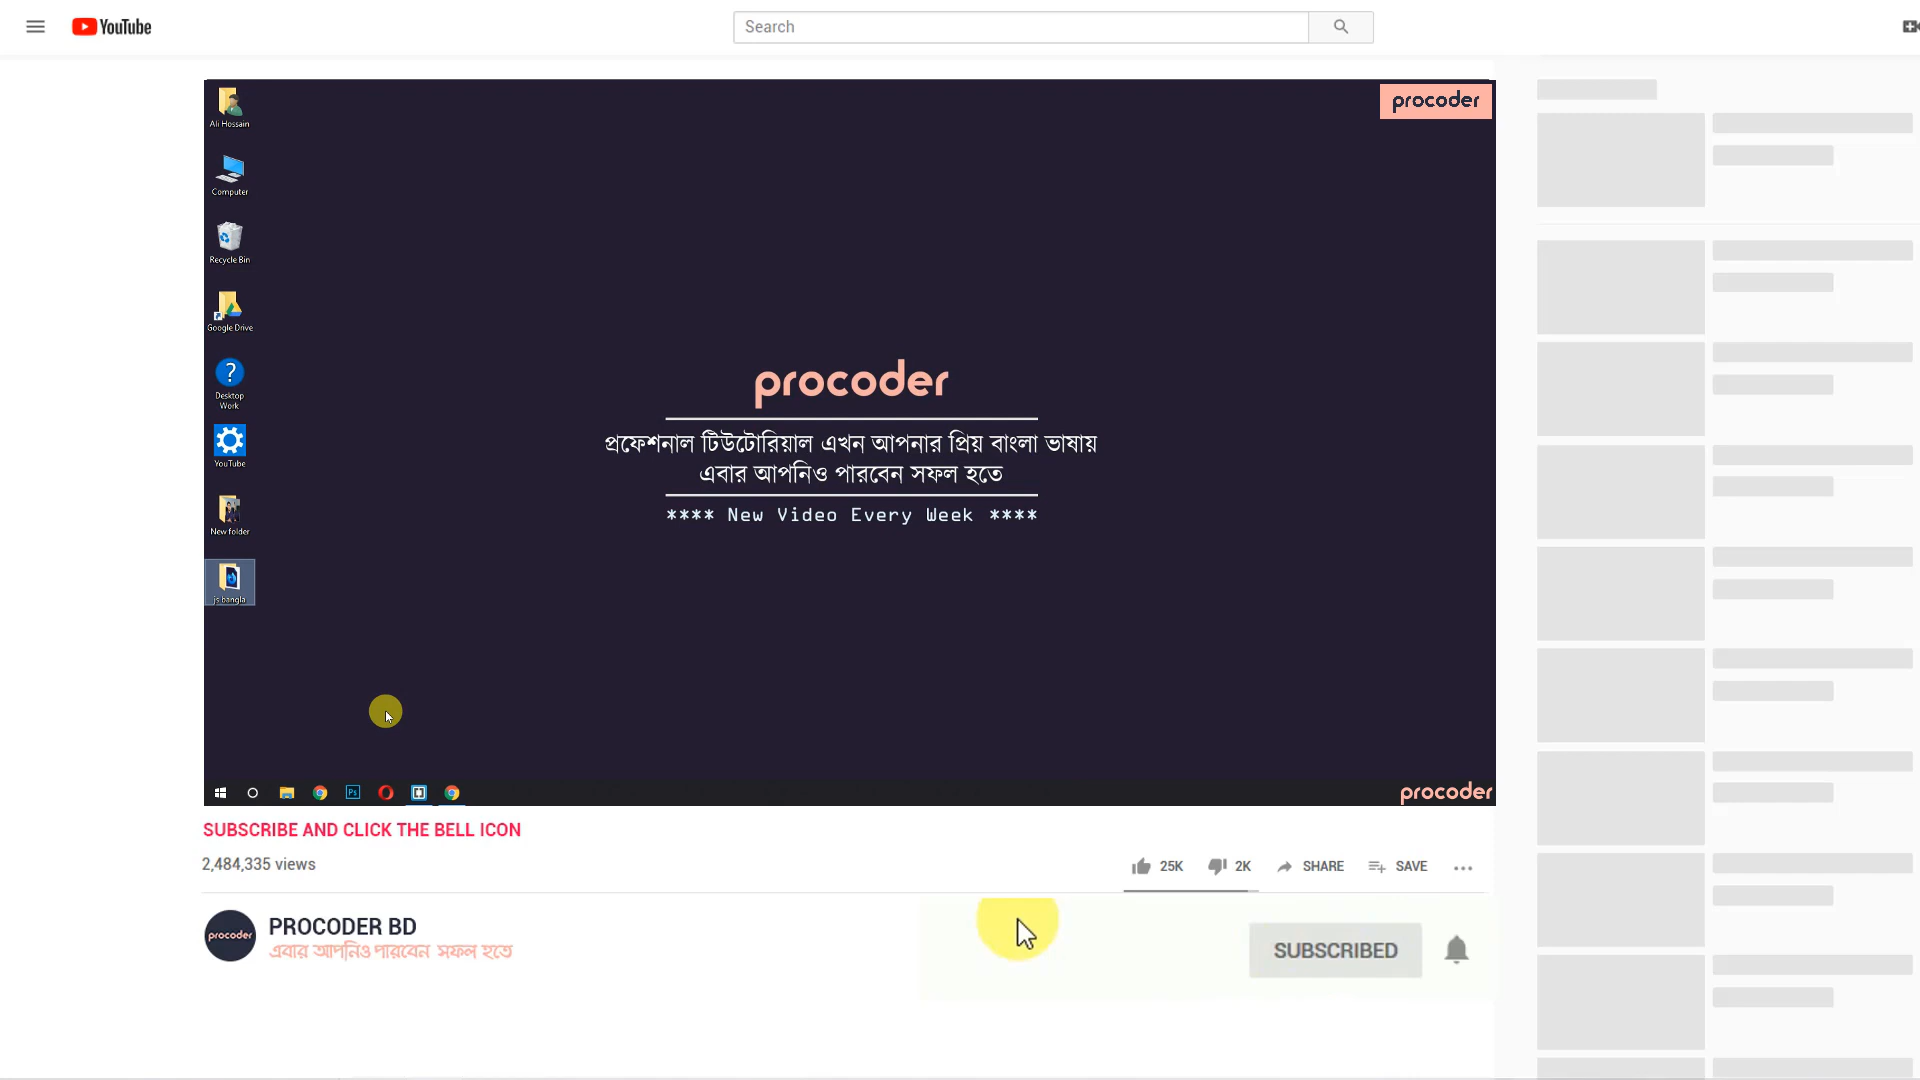 YouTube
Search
procoder
Ali Hossain
Computer
Recycle Bin
Google Drive
Desktop
Work
YouTube
New folder
js bangla
procoder
প্রফেশনাল টিউটোরিয়াল এখন আপনার প্রিয় বাংলা ভাষায়
এবার আপনিও পারবেন সফল হতে
**** New Video Every Week ****
Ps
procoder
SUBSCRIBE AND CLICK THE BELL ICON
2,484,335 views
25K
2K
SHARE
SAVE
procoder
PROCODER BD
এবার আপনিও পারবেন সফল হতে
SUBSCRIBED